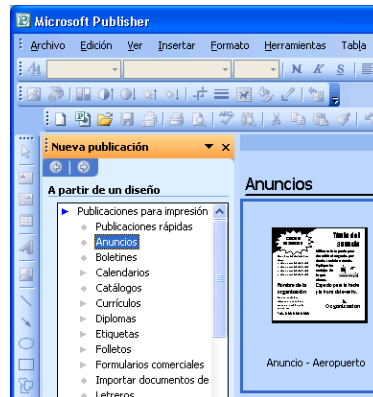 Microsoft Publisher
Archivo Edición Ver Insertar Formato Herramientas Tabla
N K S
Nueva publicación
A partir de un diseño
Publicaciones para impresión
Publicaciones rápidas
Anuncios
Boletines
Calendarios
Catálogos
Currículos
Diplomas
Etiquetas
Folletos
Formularios comerciales
Importar documentos de
Letreros
Anuncios
Título del
anuncio
Nombre de la
organización
Organización
Anuncio - Aeropuerto